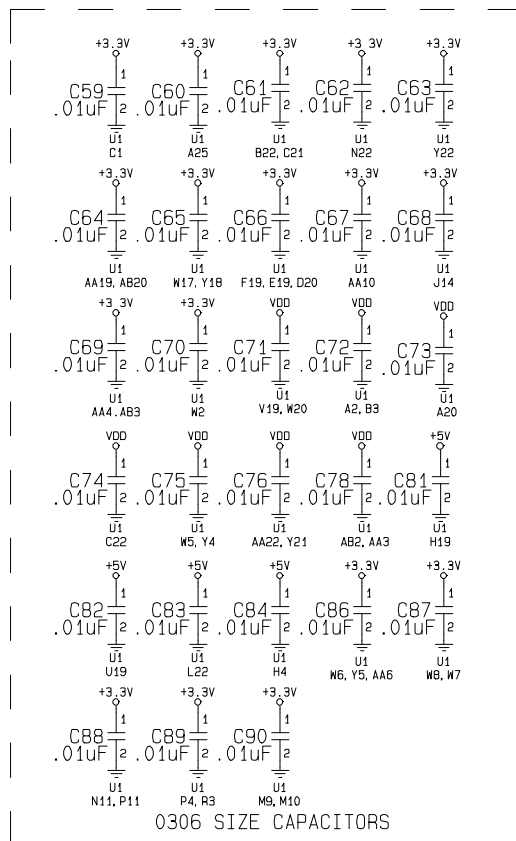 +3.3V +3.3V +3.3V +3 3V +3.3V
1 1 1 1 1
C59 C60 C61 C62 C63
.01uF 2 .01uF 2 .01uF 2 .01uF 2 .01uF 2
U1 U1 U1 U1 U1
C1 A25 B22, C21 N22 Y22
+3.3V +3.3V +3.3V +3.3V +3.3V
1 1 1 1 1
C64 C65 C66 C67 C68
.01uF 2 .01uF 2 .01uF 2 .01uF 2 .01uF 2
U1 U1 U1 U1 U1
AA19, AB20 W17, Y18 F19, E19, D20 AA10 J14
+3.3V +3.3V VDD VDD VDD
1 1 1 1 1
C69 C70 C71 C72 C73
.01uF 2 .01uF 2 .01uF 2 .01uF 2 .01uF 2
U1 U1 U1 U1 U1
AA4. AB3 W2 V19, W20 A2, B3 A20
VDD VDD VDD VDD +5V
1 1 1 1 1
C74 C75 C76 C78 C81
.01uF 2 .01uF 2 .01uF 2 .01uF 2 .01uF 2
U1 U1 U1 U1 U1
C22 W5, Y4 AA22, Y21 AB2, AA3 H19
+5V +5V +5V +3.3V +3.3V
1 1 1 1 1
C82 C83 C84 C86 C87
.01uF 2 .01uF 2 .01uF 2 .01uF 2 .01uF 2
U1 U1 U1 U1 U1
U19 L22 H4 W6, Y5, AA6 W8, W7
+3.3V +3.3V +3.3V
1 1 1
C88 C89 C90
.01uF 2 .01uF 2 .01uF 2
U1 U1 U1
N11, P11 P4, R3 M9, M10
0306 SIZE CAPACITORS